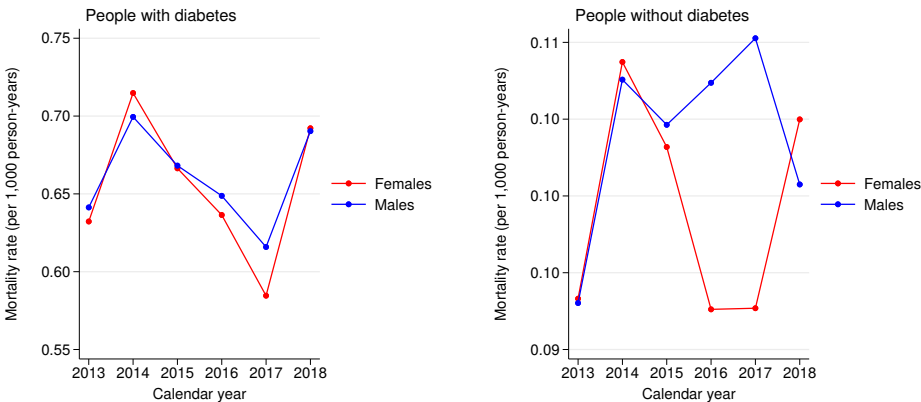 People with diabetes
Mortality rate (per 1,000 person-years)
0.75
0.70
0.65
0.60
0.55
2013 2014 2015 2016 2017 2018
Calendar year
Females
Males
People without diabetes
Mortality rate (per 1,000 person-years)
0.11
0.10
0.10
0.10
0.09
2013 2014 2015 2016 2017 2018
Calendar year
Females
Males